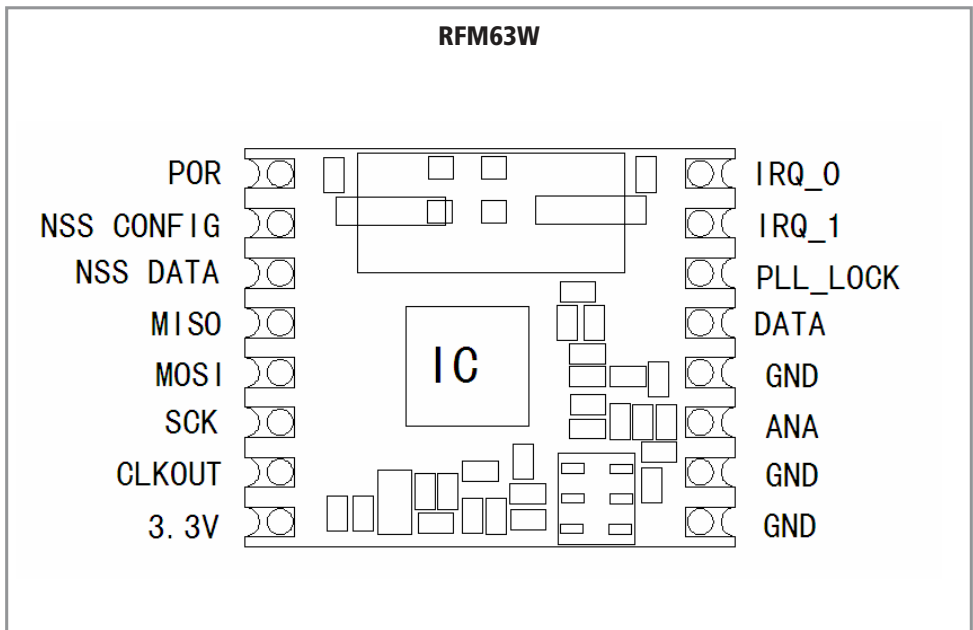 RFM63W
POR
NSS CONFIG
NSS DATA
MISO
MOSI
SCK
CLKOUT
3.3V
IC
IRQ_0
IRQ_1
PLL_LOCK
DATA
GND
ANA
GND
GND